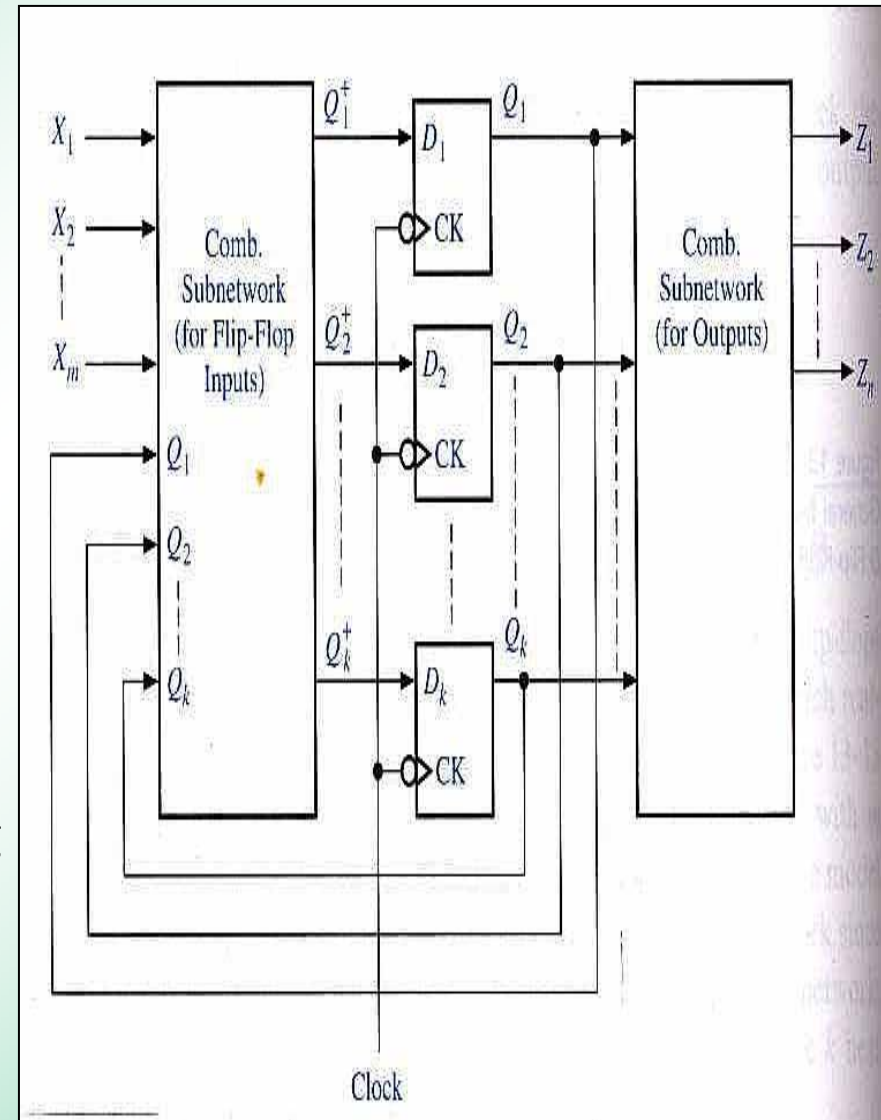 X₁
X₂
Xₘ
Q₁
Q₂
Qₖ
Comb.
Subnetwork
(for Flip-Flop
Inputs)
Q₁⁺
Q₂⁺
Qₖ⁺
D₁
CK
D₂
CK
Dₖ
CK
Q₁
Q₂
Qₖ
Comb.
Subnetwork
(for Outputs)
Z₁
Z₂
Zₙ
Clock